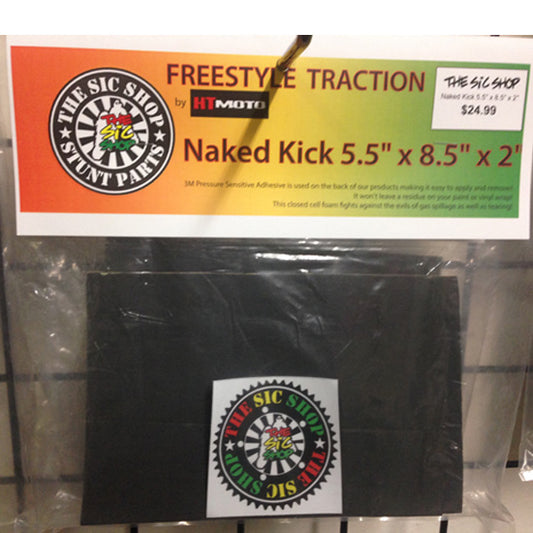 THE SIC SHOP
STUNT PARTS
THE
SIC
SHOP
FREESTYLE TRACTION
by HTMOTO
THE SIC SHOP
Naked Kick 5.5" x 8.5" x 2"
$24.99
Naked Kick 5.5" x 8.5" x 2"
3M Pressure Sensitive Adhesive is used on the back of our products making it easy to apply and remove!
It won't leave a residue on your paint or vinyl wrap!
This closed cell foam fights against the evils of gas spillage as well as tearing!
THE SIC SHOP
THE SIC SHOP
THE
SIC
SHOP